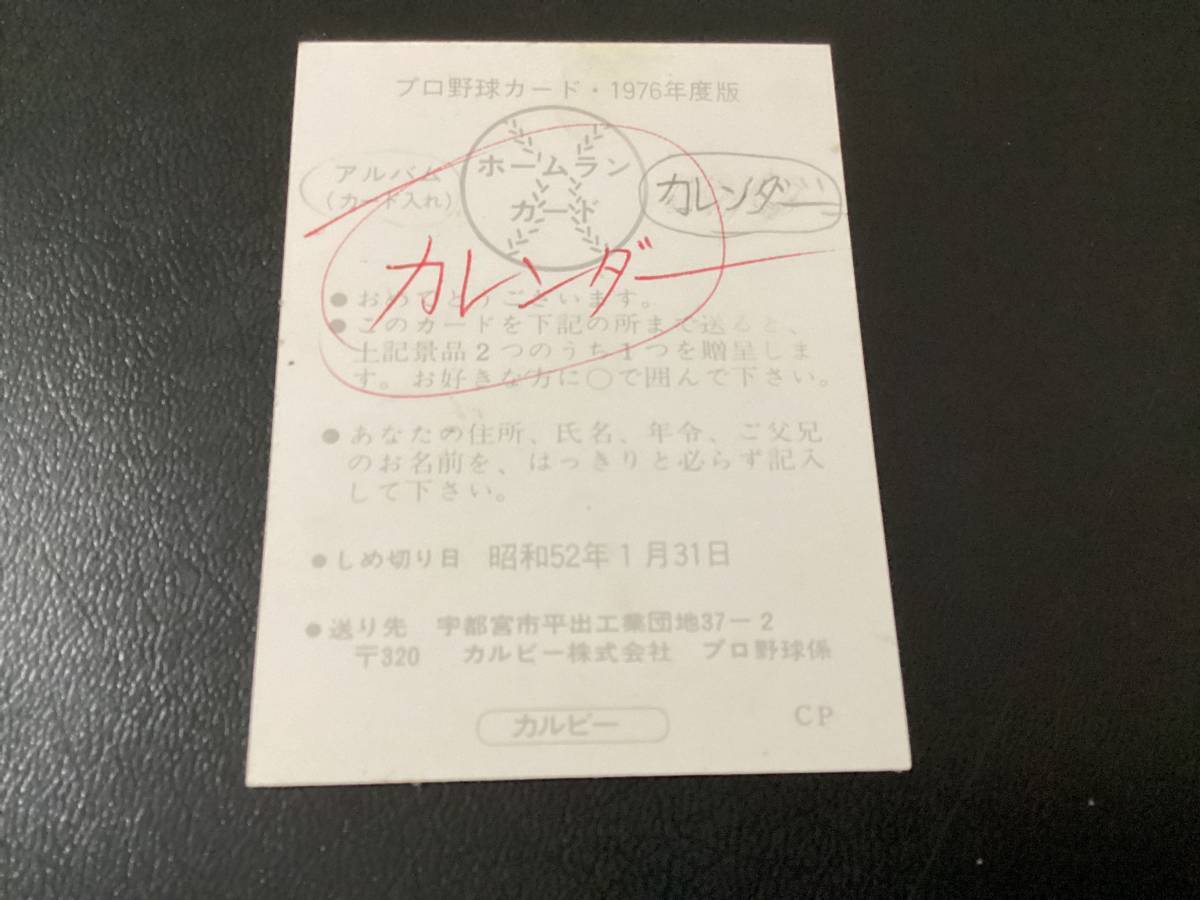 プロ野球カード・1976年度版
ホームラン
カード
アルバム
(カード入れ)
カレンダー
カレンダー
●おめでとうございます。
●このカードを下記の所まで送ると、
上記景品2つのうち1つを贈呈しま
す。お好きな方に○で囲んで下さい。
●あなたの住所、氏名、年令、ご父兄
のお名前を、はっきりと必らず記入
して下さい。
●しめ切り日 昭和52年1月31日
●送り先 宇都宮市平出工業団地37－2
〒320 カルビー株式会社 プロ野球係
カルビー
CP